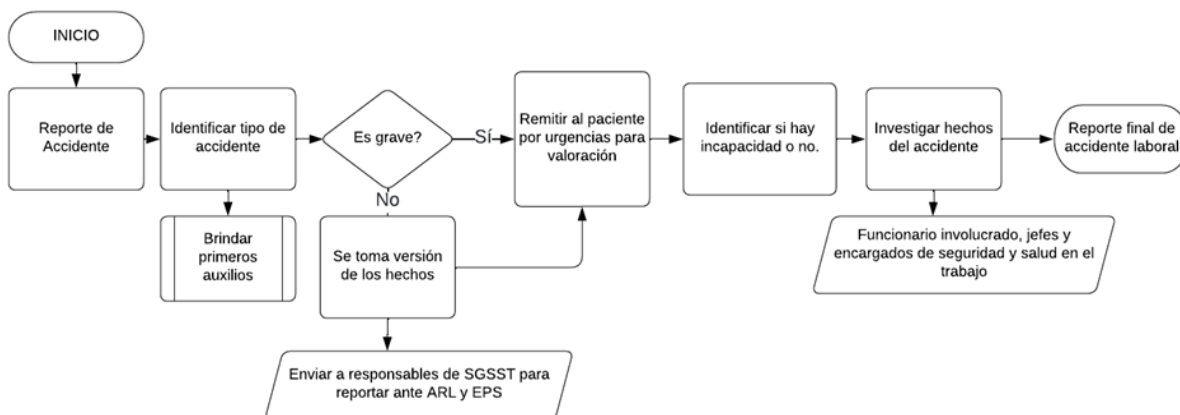 INICIO
Reporte de
Accidente
Identificar tipo de
accidente
Es grave?
Sí
No
Remitir al paciente
por urgencias para
valoración
Identificar si hay
incapacidad o no.
Investigar hechos
del accidente
Reporte final de
accidente laboral
Brindar
primeros
auxilios
Se toma versión
de los hechos
Funcionario involucrado, jefes y
encargados de seguridad y salud en el
trabajo
Enviar a responsables de SGSST para
reportar ante ARL y EPS